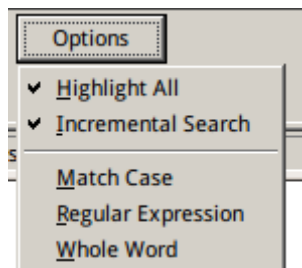 Options
Highlight All
Incremental Search
Match Case
Regular Expression
Whole Word